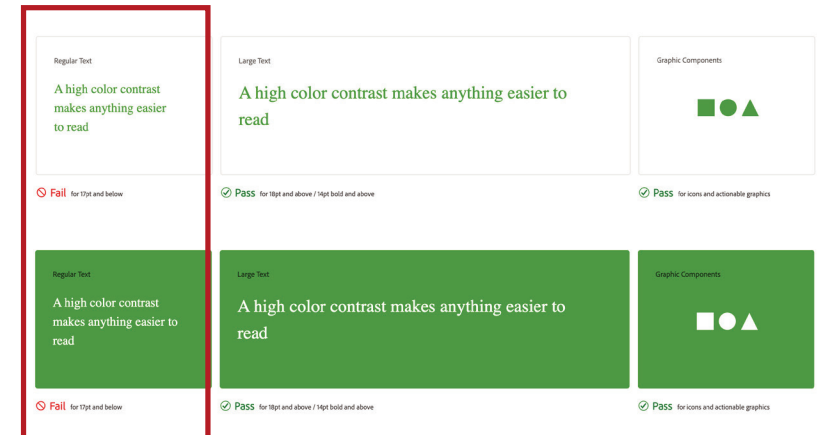 Regular Text
A high color contrast
makes anything easier
to read
Fail for 17pt and below
Large Text
A high color contrast makes anything easier to
read
Pass for 18pt and above / 14pt bold and above
Graphic Components
Pass for icons and actionable graphics
Regular Text
A high color contrast
makes anything easier to
read
Fail for 17pt and below
Large Text
A high color contrast makes anything easier to
read
Pass for 18pt and above / 14pt bold and above
Graphic Components
Pass for icons and actionable graphics